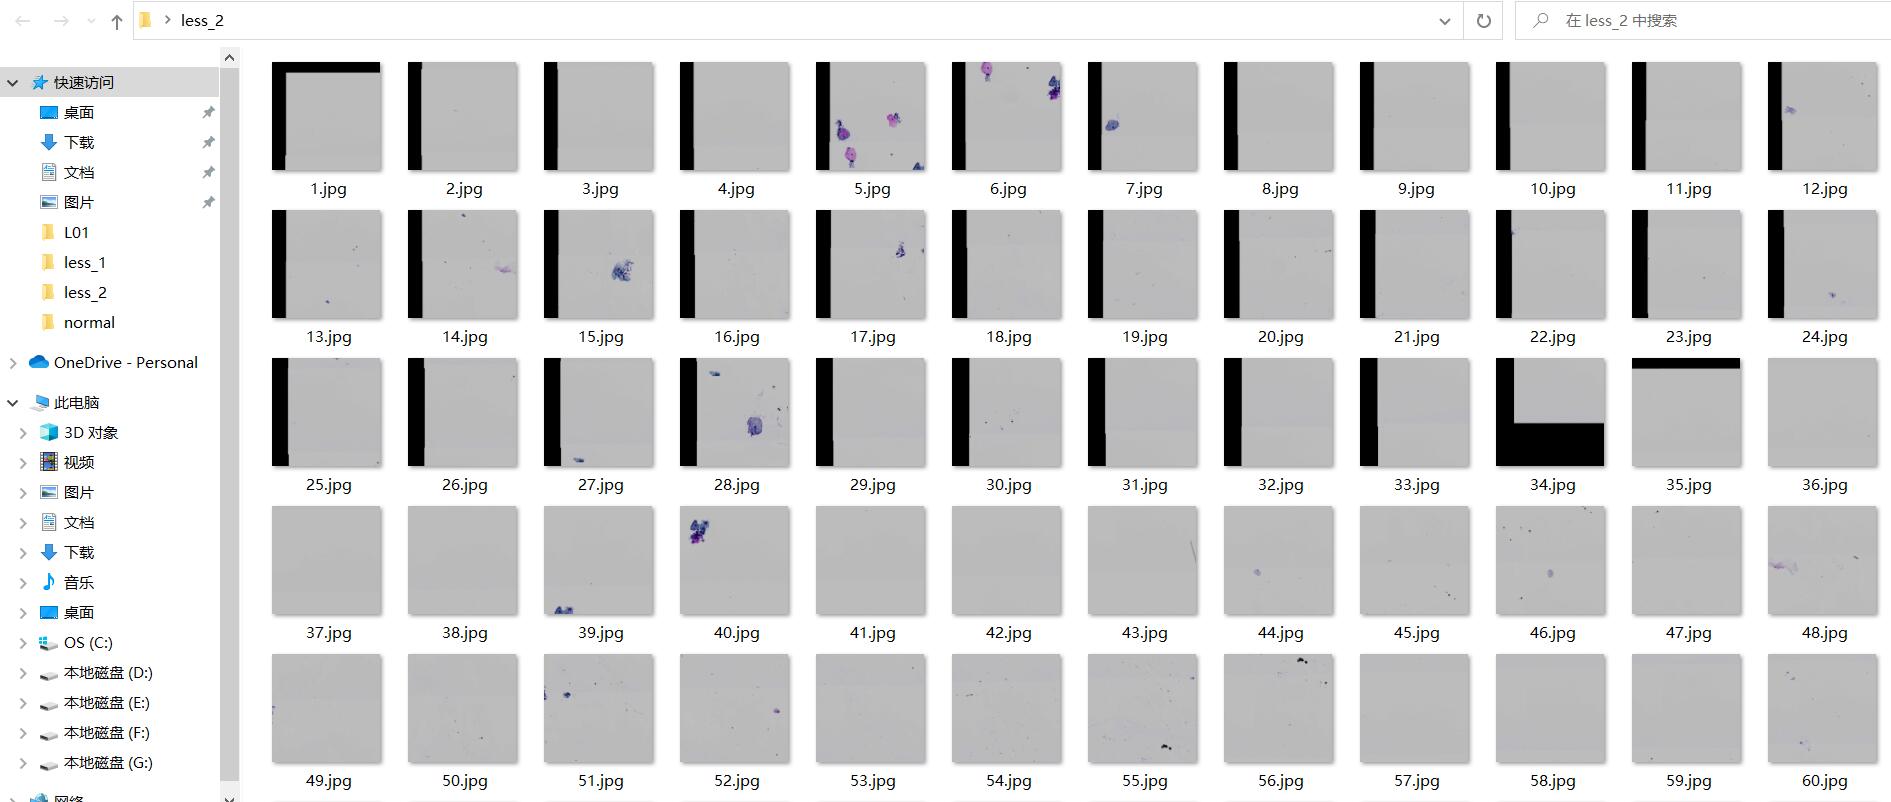 less_2
在 less_2 中搜索
快速访问
桌面
下载
文档
图片
L01
less_1
less_2
normal
OneDrive - Personal
此电脑
3D 对象
视频
图片
文档
下载
音乐
桌面
OS (C:)
本地磁盘 (D:)
本地磁盘 (E:)
本地磁盘 (F:)
本地磁盘 (G:)
网络
1.jpg 2.jpg 3.jpg 4.jpg 5.jpg 6.jpg 7.jpg 8.jpg 9.jpg 10.jpg 11.jpg 12.jpg
13.jpg 14.jpg 15.jpg 16.jpg 17.jpg 18.jpg 19.jpg 20.jpg 21.jpg 22.jpg 23.jpg 24.jpg
25.jpg 26.jpg 27.jpg 28.jpg 29.jpg 30.jpg 31.jpg 32.jpg 33.jpg 34.jpg 35.jpg 36.jpg
37.jpg 38.jpg 39.jpg 40.jpg 41.jpg 42.jpg 43.jpg 44.jpg 45.jpg 46.jpg 47.jpg 48.jpg
49.jpg 50.jpg 51.jpg 52.jpg 53.jpg 54.jpg 55.jpg 56.jpg 57.jpg 58.jpg 59.jpg 60.jpg